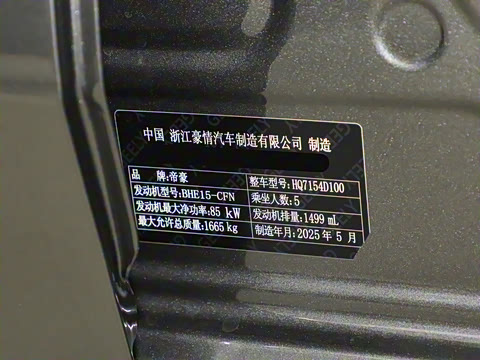 中国 浙江豪情汽车制造有限公司 制造
品 牌:帝豪 整车型号:HQ7154D100
发动机型号:BHE15-CFN 乘坐人数:5
发动机最大净功率:85 kW 发动机排量:1499 mL
最大允许总质量:1665 kg 制造年月:2025 年 5 月